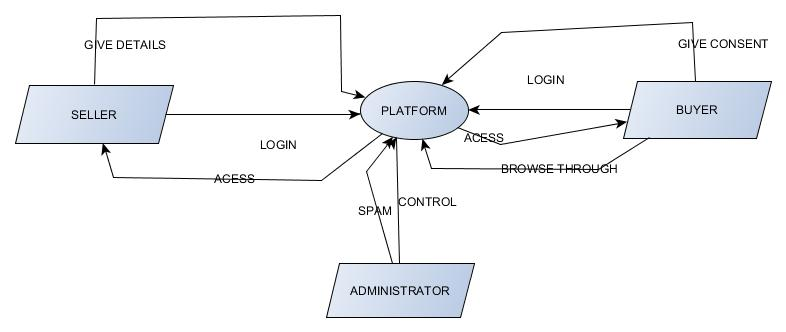 GIVE DETAILS
GIVE CONSENT
LOGIN
SELLER
PLATFORM
BUYER
LOGIN
ACESS
BROWSE THROUGH
ACESS
SPAM
CONTROL
ADMINISTRATOR